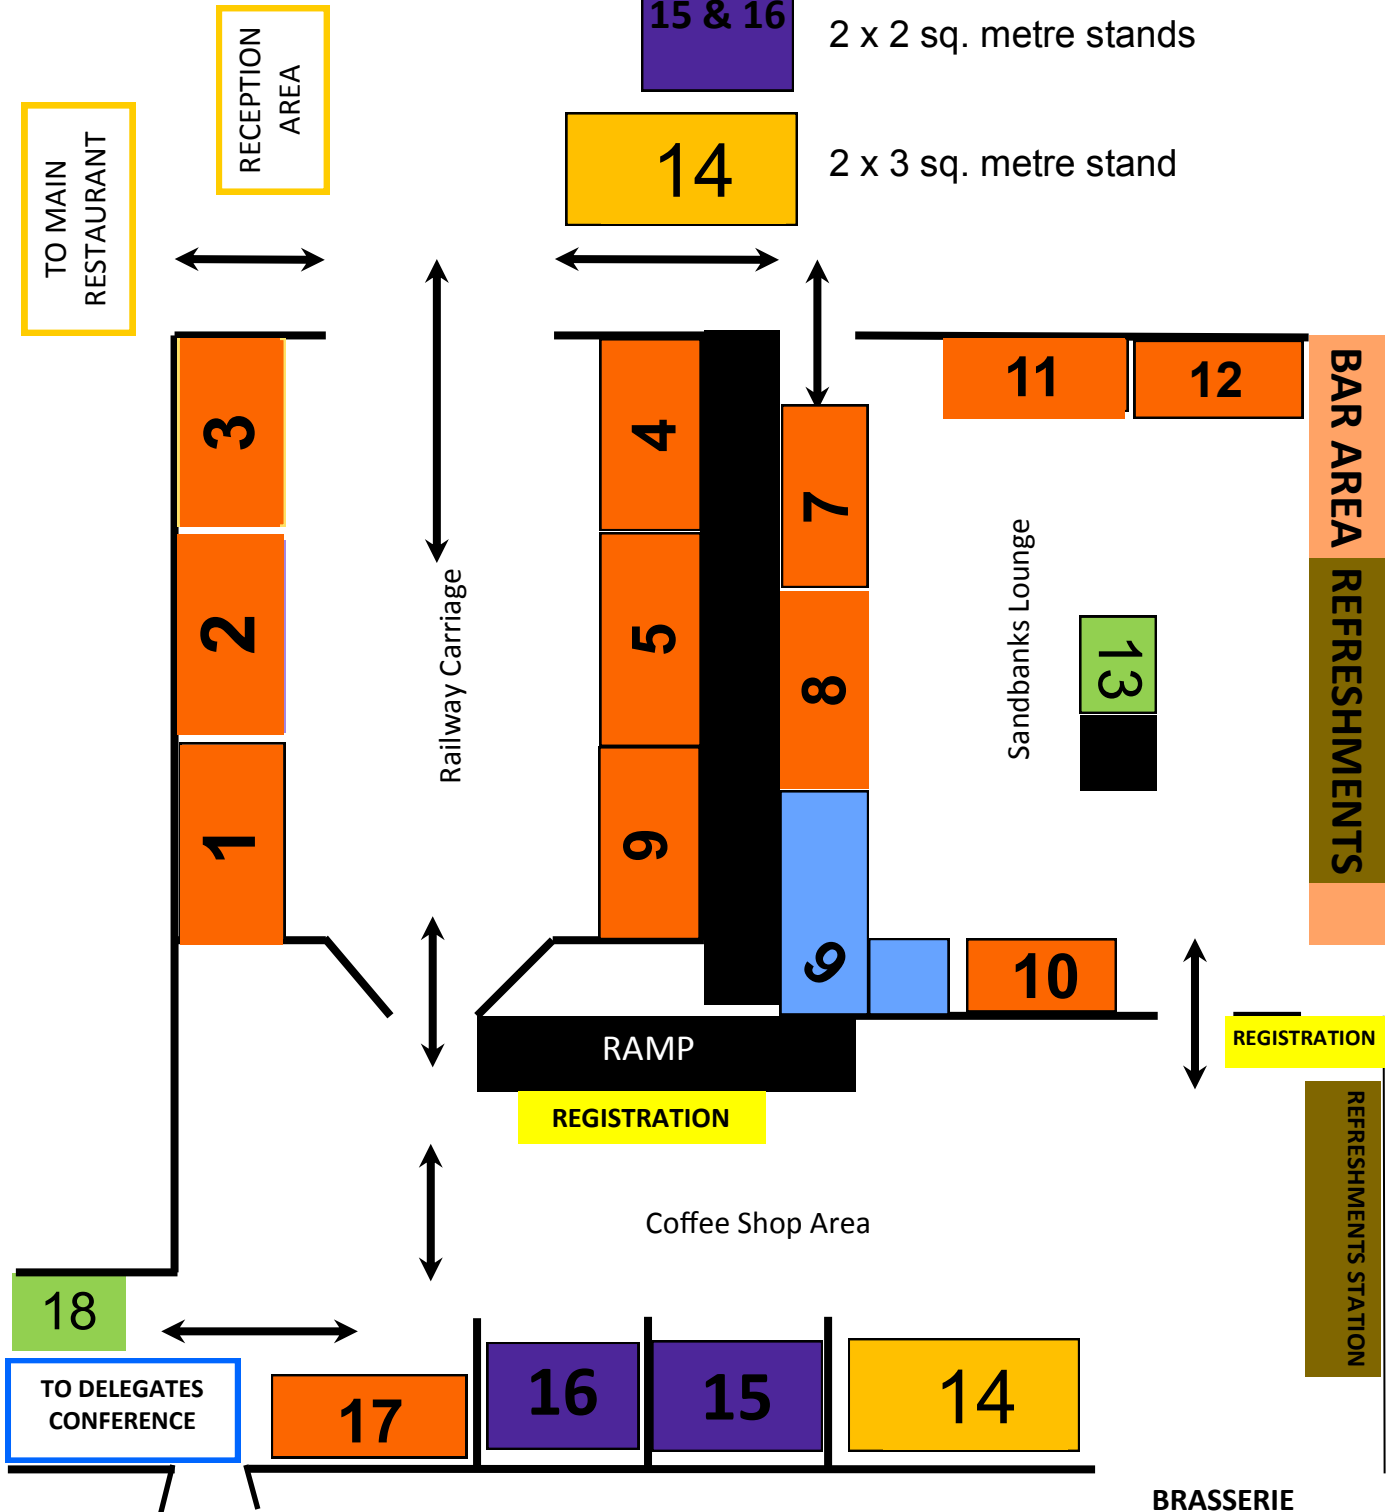 15 & 16
2 x 2 sq. metre stands
14
2 x 3 sq. metre stand
RECEPTION
AREA
TO MAIN
RESTAURANT
3
2
1
Railway Carriage
4
5
6
7
8
9
11
12
BAR AREA
REFRESHMENTS
Sandbanks Lounge
13
10
RAMP
REGISTRATION
REGISTRATION
REFRESHMENTS STATION
Coffee Shop Area
18
TO DELEGATES
CONFERENCE
17
16
15
14
BRASSERIE